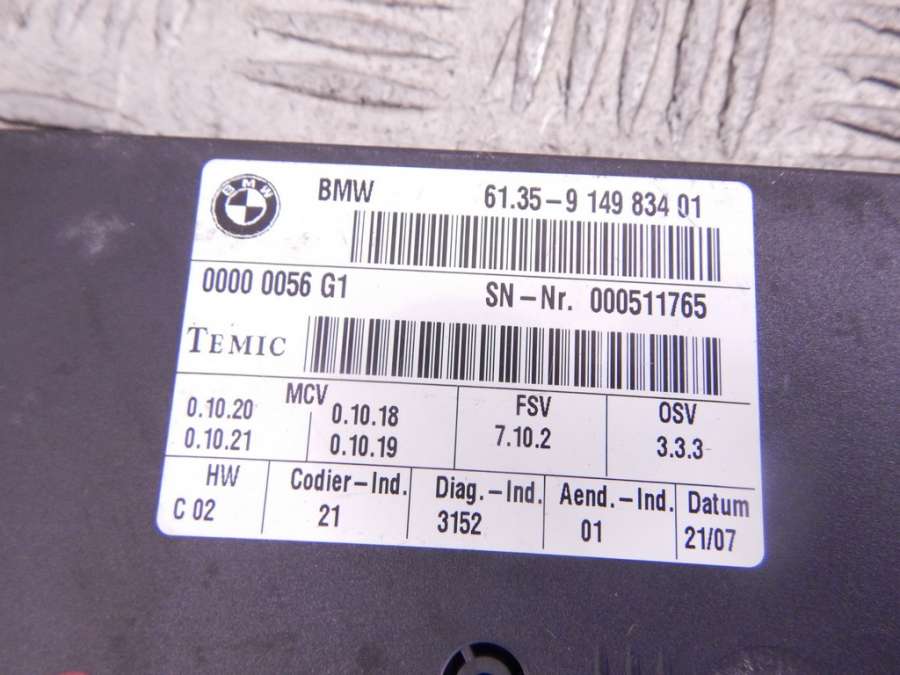 BMW
BMW 61.35-9 149 834 01
0000 0056 G1 SN-Nr. 000511765
TEMIC
MCV FSV OSV
0.10.20 0.10.18 7.10.2 3.3.3
0.10.21 0.10.19
HW Codier-Ind. Diag.-Ind. Aend.-Ind. Datum
C 02 21 3152 01 21/07